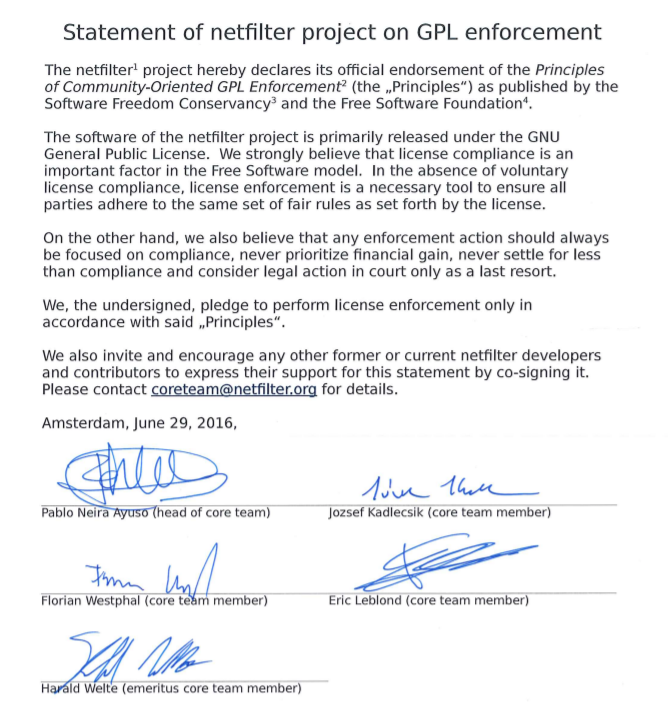 Statement of netfilter project on GPL enforcement
The netfilter¹ project hereby declares its official endorsement of the Principles
of Community-Oriented GPL Enforcement² (the „Principles“) as published by the
Software Freedom Conservancy³ and the Free Software Foundation⁴.
The software of the netfilter project is primarily released under the GNU
General Public License. We strongly believe that license compliance is an
important factor in the Free Software model. In the absence of voluntary
license compliance, license enforcement is a necessary tool to ensure all
parties adhere to the same set of fair rules as set forth by the license.
On the other hand, we also believe that any enforcement action should always
be focused on compliance, never prioritize financial gain, never settle for less
than compliance and consider legal action in court only as a last resort.
We, the undersigned, pledge to perform license enforcement only in
accordance with said „Principles“.
We also invite and encourage any other former or current netfilter developers
and contributors to express their support for this statement by co-signing it.
Please contact coreteam@netfilter.org for details.
Amsterdam, June 29, 2016,
Pablo Neira Ayuso (head of core team)
Jozsef Kadlecsik (core team member)
Florian Westphal (core team member)
Eric Leblond (core team member)
Harald Welte (emeritus core team member)